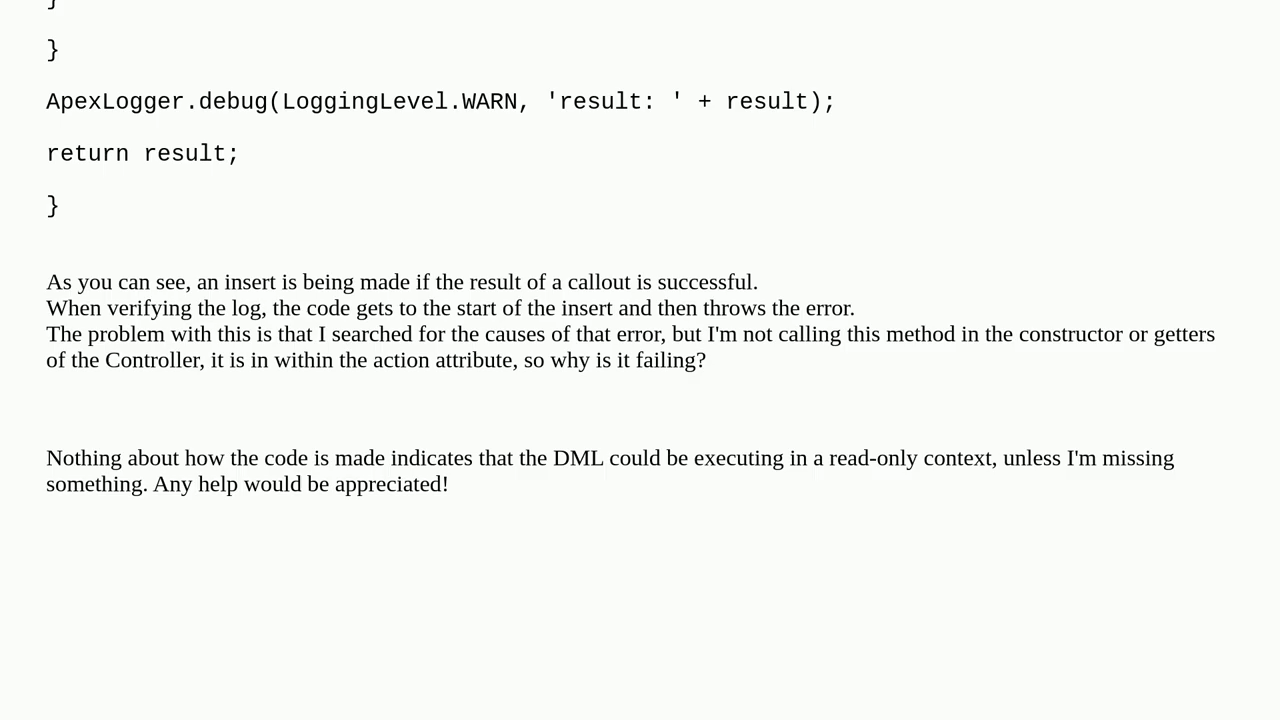 }
}
ApexLogger.debug(LoggingLevel.WARN, 'result: ' + result);
return result;
}
As you can see, an insert is being made if the result of a callout is successful.
When verifying the log, the code gets to the start of the insert and then throws the error.
The problem with this is that I searched for the causes of that error, but I'm not calling this method in the constructor or getters
of the Controller, it is in within the action attribute, so why is it failing?
Nothing about how the code is made indicates that the DML could be executing in a read-only context, unless I'm missing
something. Any help would be appreciated!